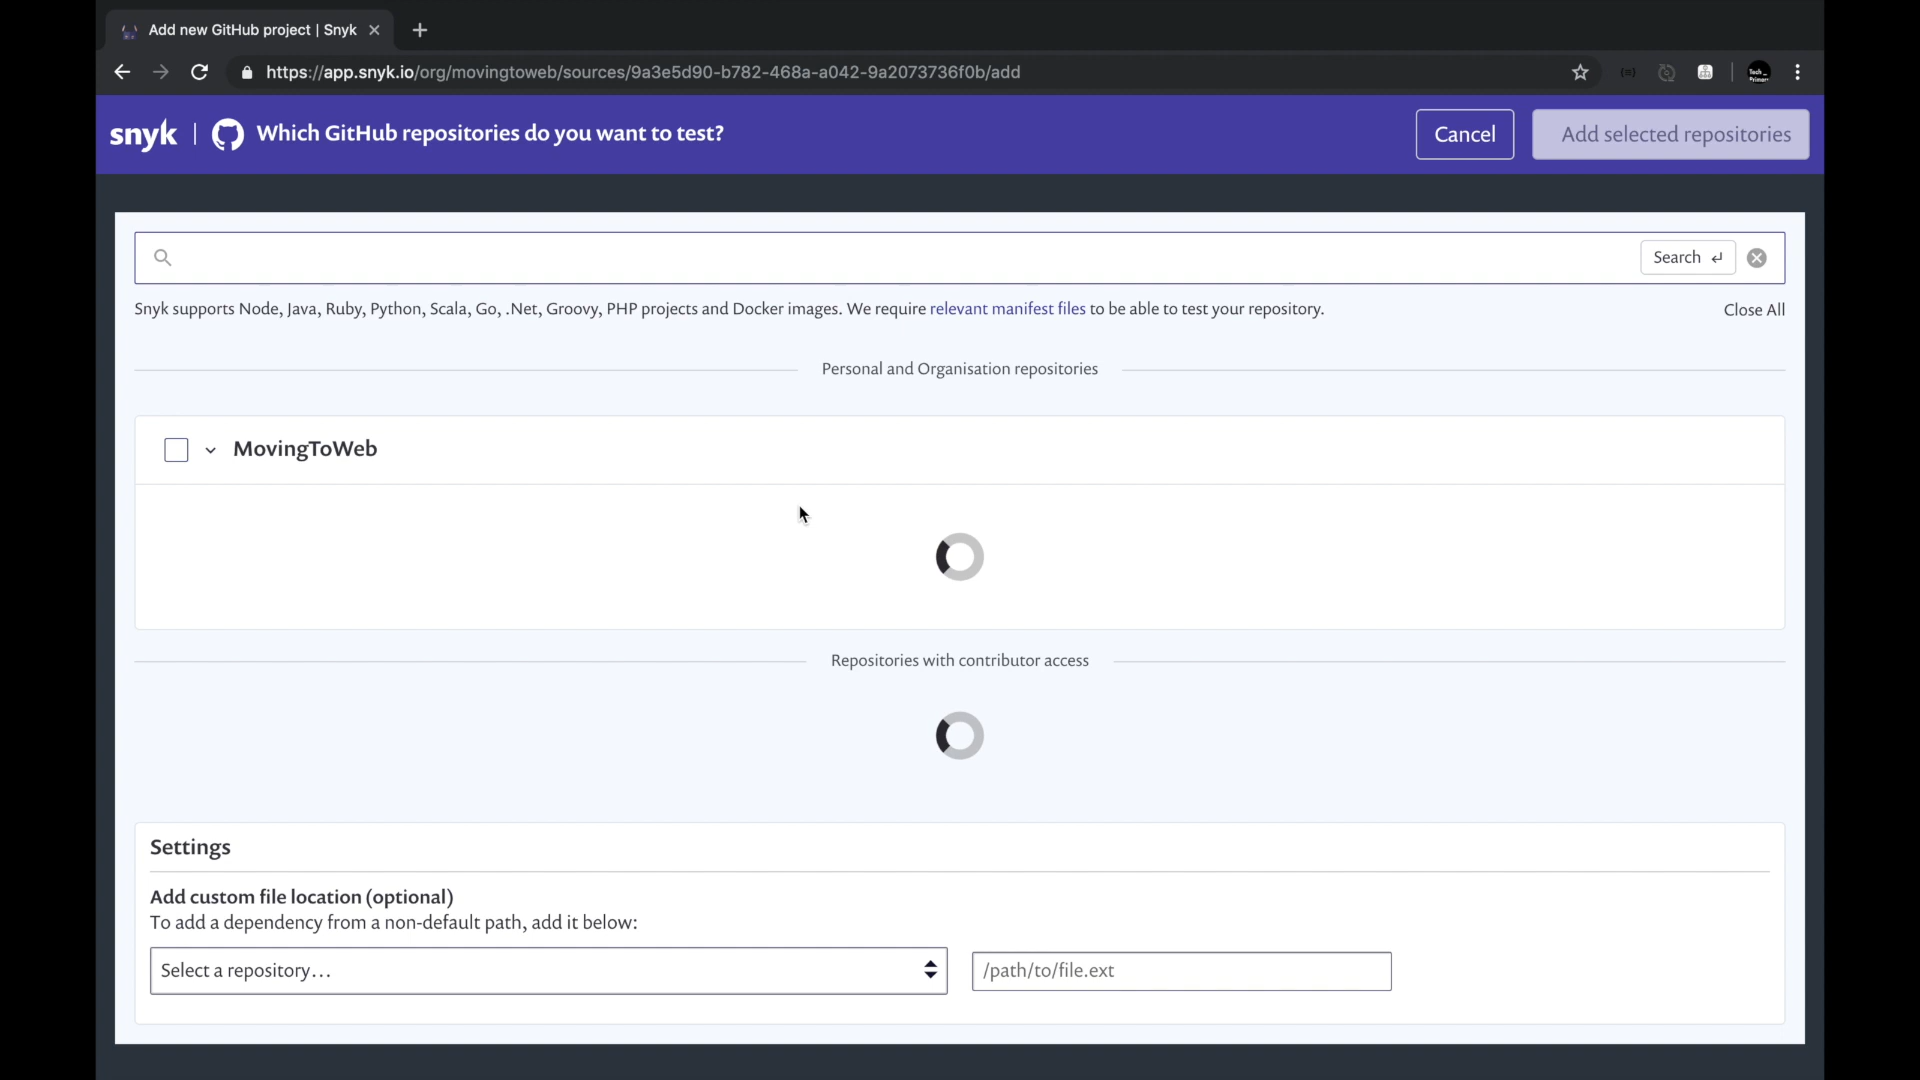 Add new GitHub project | Snyk
https://app.snyk.io/org/movingtoweb/sources/9a3e5d90-b782-468a-a042-9a2073736f0b/add
snyk | Which GitHub repositories do you want to test?
Cancel
Add selected repositories
Search
Snyk supports Node, Java, Ruby, Python, Scala, Go, .Net, Groovy, PHP projects and Docker images. We require relevant manifest files to be able to test your repository.
Close All
Personal and Organisation repositories
MovingToWeb
Repositories with contributor access
Settings
Add custom file location (optional)
To add a dependency from a non-default path, add it below:
Select a repository...
/path/to/file.ext